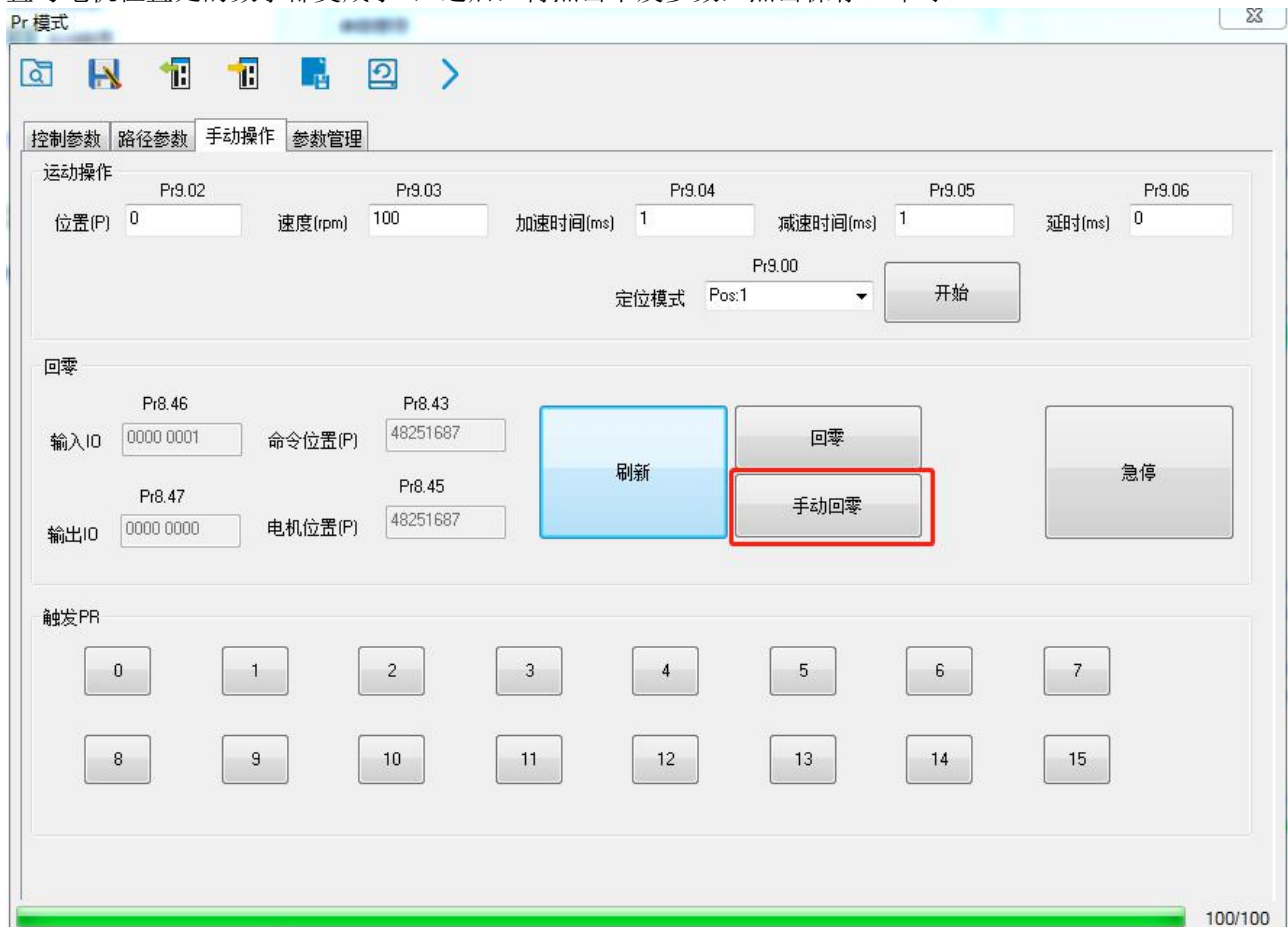 Pr 模式
控制参数 路径参数 手动操作 参数管理
运动操作
Pr9.02 Pr9.03 Pr9.04 Pr9.05 Pr9.06
位置(P) 0 速度(rpm) 100 加速时间(ms) 1 减速时间(ms) 1 延时(ms) 0
Pr9.00
定位模式 Pos:1 开始
回零
Pr8.46 Pr8.43
输入IO 0000 0001 命令位置(P) 48251687 刷新 回零 急停
Pr8.47 Pr8.45 手动回零
输出IO 0000 0000 电机位置(P) 48251687
触发PR
0 1 2 3 4 5 6 7
8 9 10 11 12 13 14 15
100/100